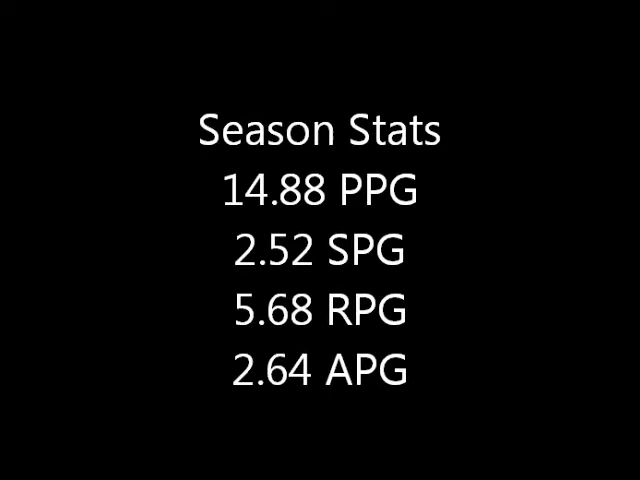 Season Stats
14.88 PPG
2.52 SPG
5.68 RPG
2.64 APG